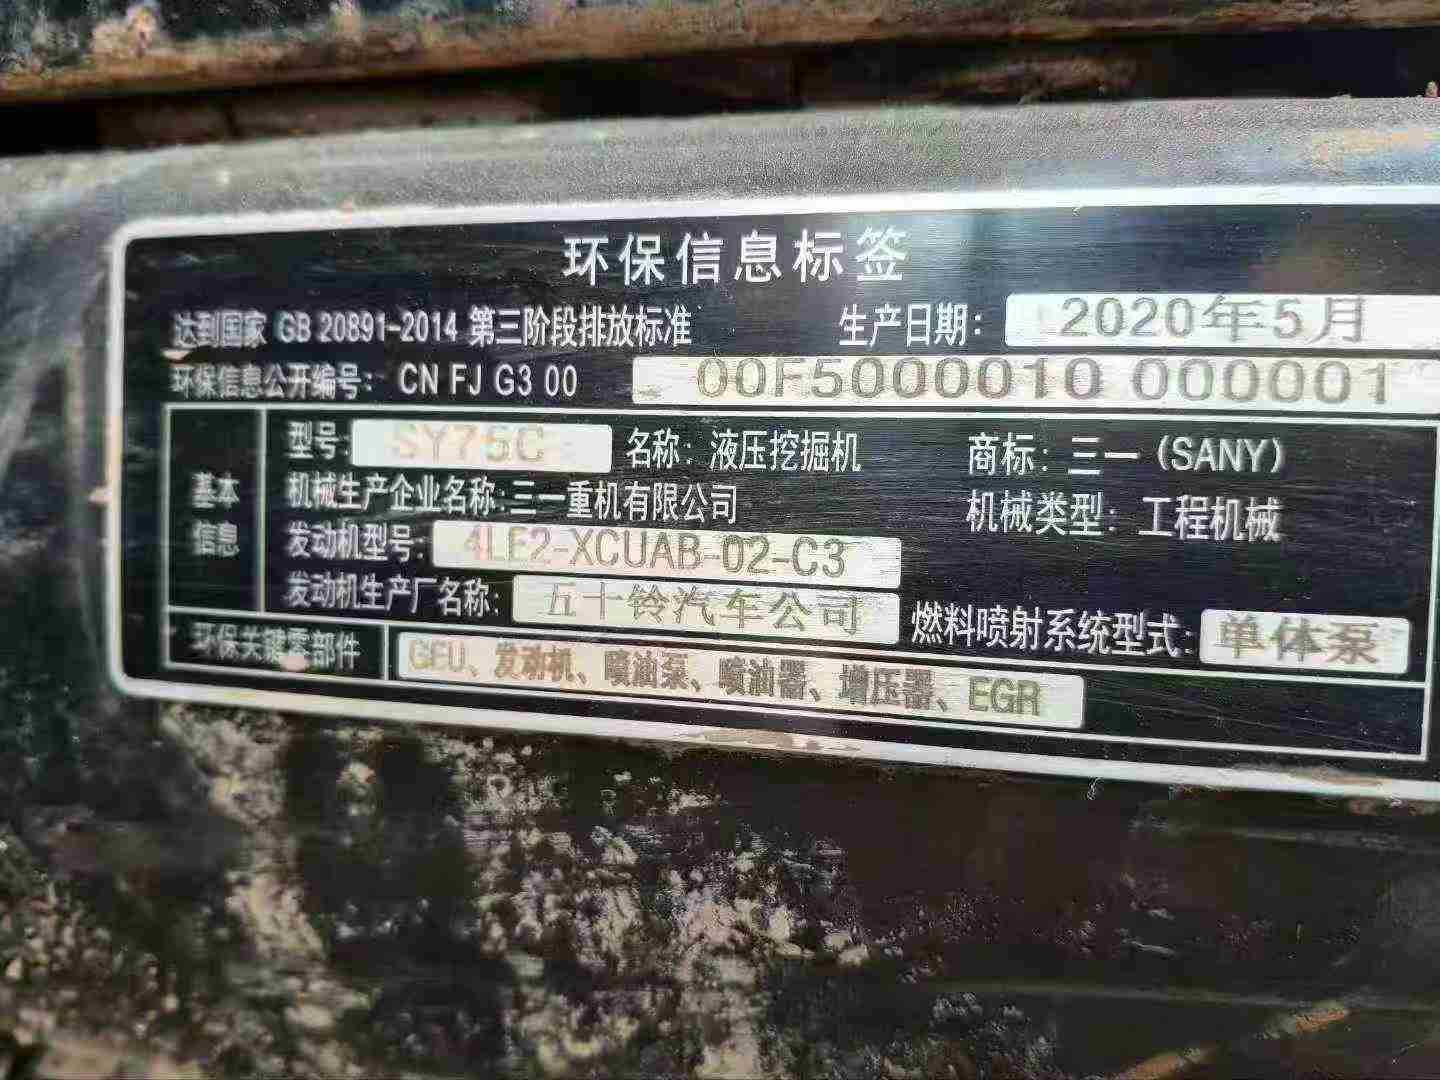 环保信息标签
达到国家 GB 20891-2014 第三阶段排放标准 生产日期: 2020年5月
环保信息公开编号: CN FJ G3 00 00F5000010 000001
基本信息
型号: SY75C 名称: 液压挖掘机 商标: 三一 (SANY)
机械生产企业名称: 三一重机有限公司 机械类型: 工程机械
发动机型号: 4LE2-XCUAB-02-C3
发动机生产厂名称: 五十铃汽车公司 燃料喷射系统型式: 单体泵
环保关键零部件 GFU、发动机、喷油泵、喷油器、增压器、EGR